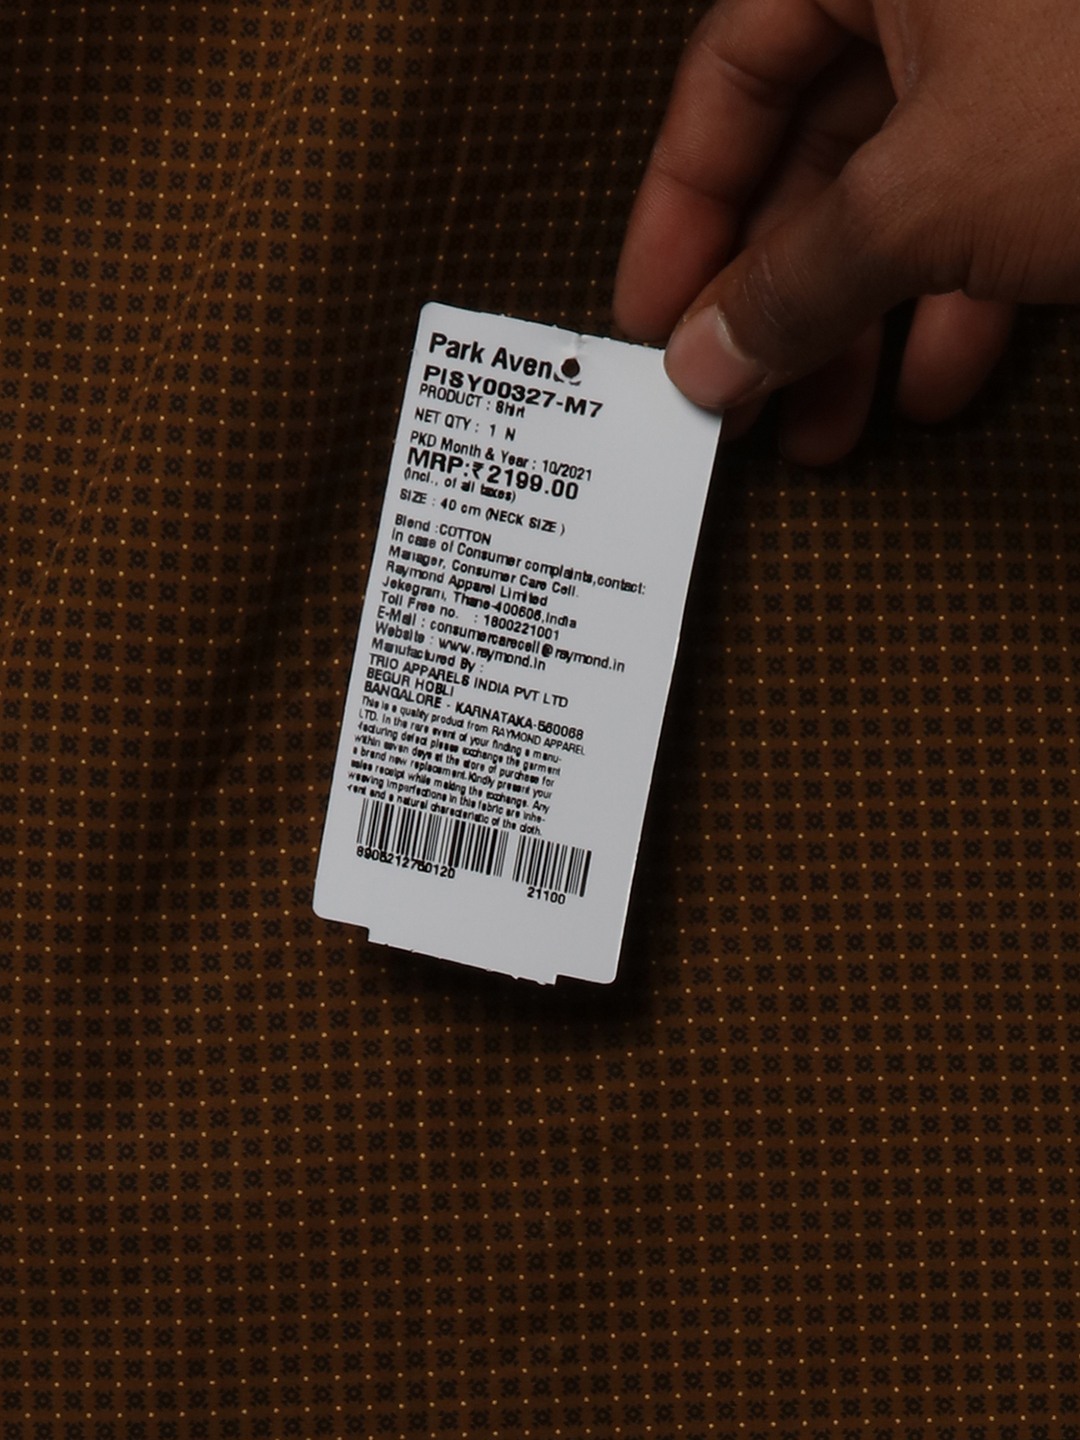 Park Aven
PISY00327-M7
PRODUCT : Shirt
NET QTY : 1 N
PKD Month & Year : 10/2021
MRP:₹2199.00
(incl., of all taxes)
SIZE : 40 cm (NECK SIZE )
Blend :COTTON
In case of Consumer complaints,contact:
Manager, Consumer Care Cell.
Raymond Apparel Limited
Jekegram, Thane-400606,India
Toll Free no. : 1800221001
E-Mail : consumercarecell@raymond.in
Website : www.raymond.in
Manufactured By :
TRIO APPARELS INDIA PVT LTD
BEGUR HOBLI
BANGALORE - KARNATAKA-560068
This is a quality product from RAYMOND APPAREL
LTD. In the rare event of your finding a manu-
facturing defect please exchange the garment
within seven days at the store of purchase for
a brand new replacement.Kindly present your
sales receipt while making the exchange. Any
weaving imperfections in this fabric are inhe-
rent and a natural characteristic of the cloth.
8905212750120
21100